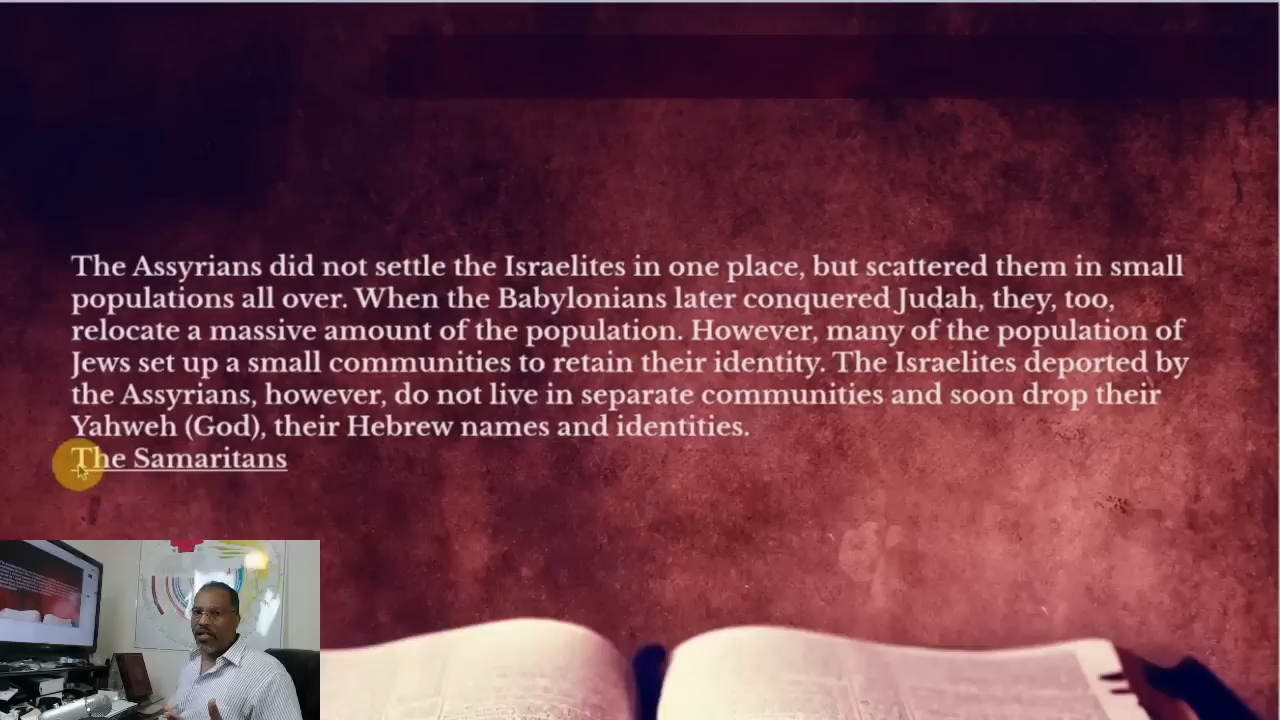 The Assyrians did not settle the Israelites in one place, but scattered them in small
populations all over. When the Babylonians later conquered Judah, they, too,
relocate a massive amount of the population. However, many of the population of
Jews set up a small communities to retain their identity. The Israelites deported by
the Assyrians, however, do not live in separate communities and soon drop their
Yahweh (God), their Hebrew names and identities.
The Samaritans